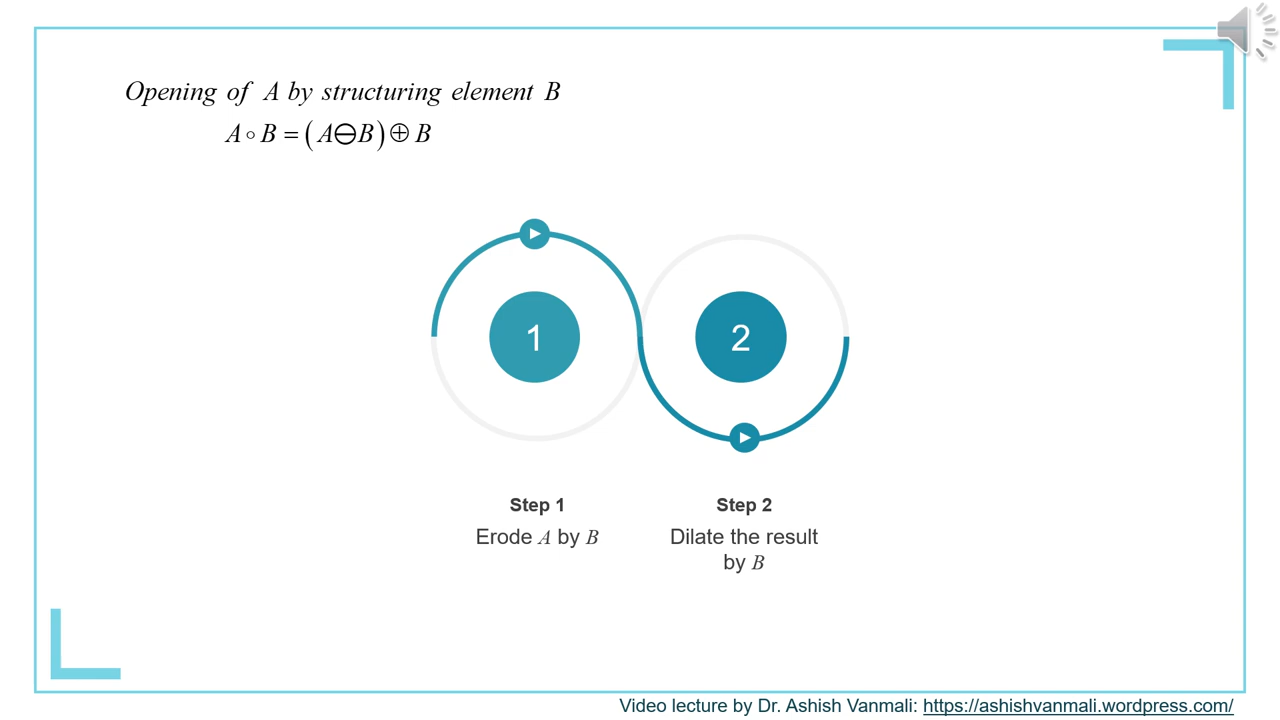 Opening of A by structuring element B
A ∘ B = (A⊖B) ⊕ B
1
2
Step 1
Erode A by B
Step 2
Dilate the result
by B
Video lecture by Dr. Ashish Vanmali: https://ashishvanmali.wordpress.com/